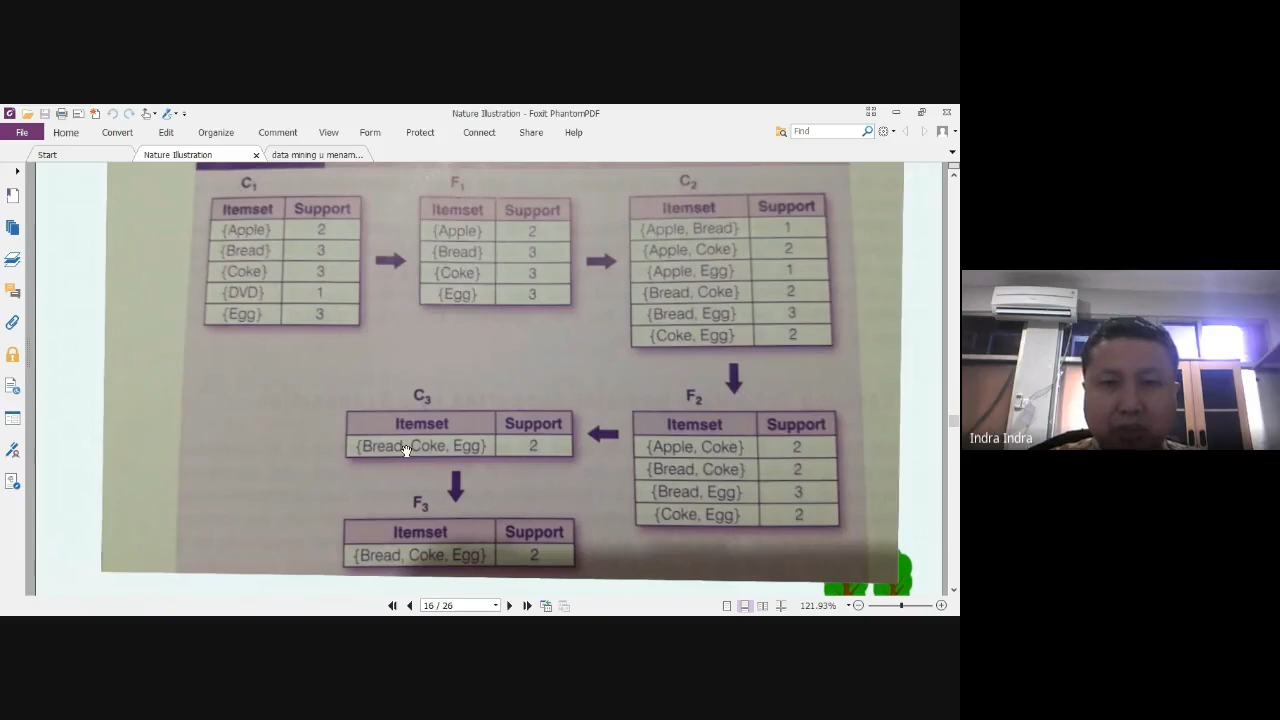 Nature Illustration - Foxit PhantomPDF
File Home Convert Edit Organize Comment View Form Protect Connect Share Help Find
Start Nature Illustration data mining u menam...
C₁
Itemset Support
{Apple} 2
{Bread} 3
{Coke} 3
{DVD} 1
{Egg} 3
F₁
Itemset Support
{Apple} 2
{Bread} 3
{Coke} 3
{Egg} 3
C₂
Itemset Support
{Apple, Bread} 1
{Apple, Coke} 2
{Apple, Egg} 1
{Bread, Coke} 2
{Bread, Egg} 3
{Coke, Egg} 2
F₂
Itemset Support
{Apple, Coke} 2
{Bread, Coke} 2
{Bread, Egg} 3
{Coke, Egg} 2
C₃
Itemset Support
{Bread, Coke, Egg} 2
F₃
Itemset Support
{Bread, Coke, Egg} 2
16 / 26
121.93%
Indra Indra